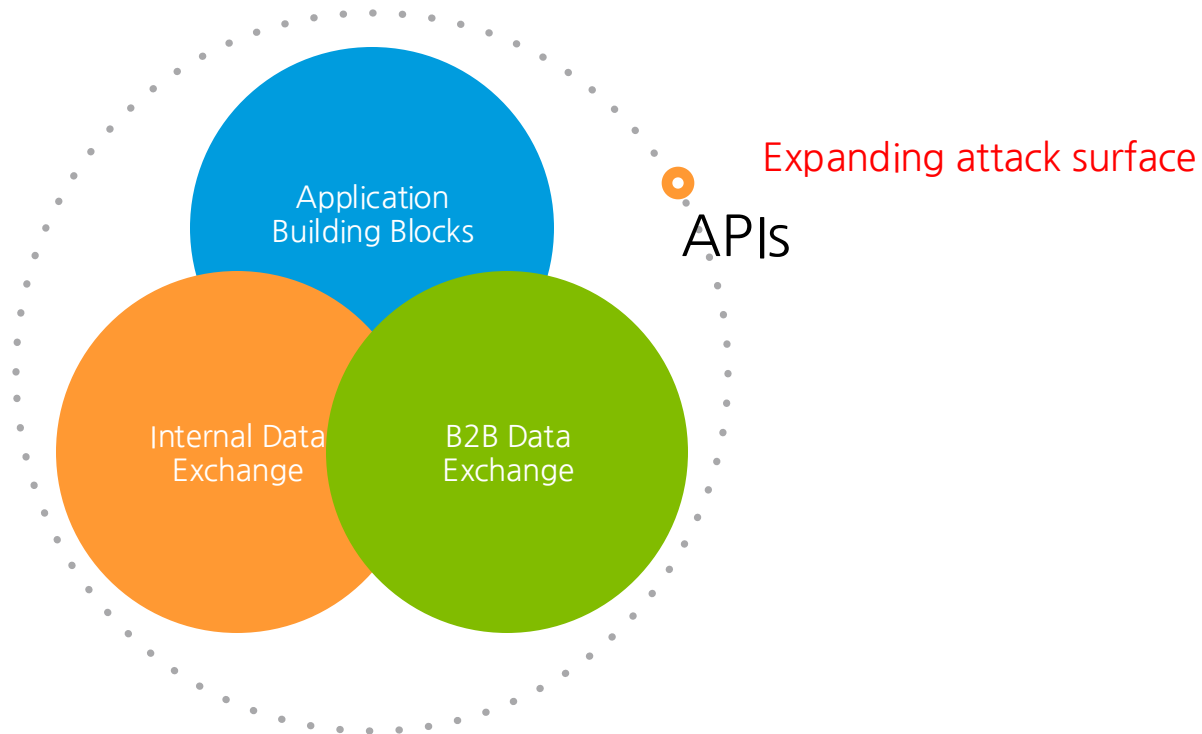 Expanding attack surface
Application
Building Blocks
APIs
Internal Data
Exchange
B2B Data
Exchange